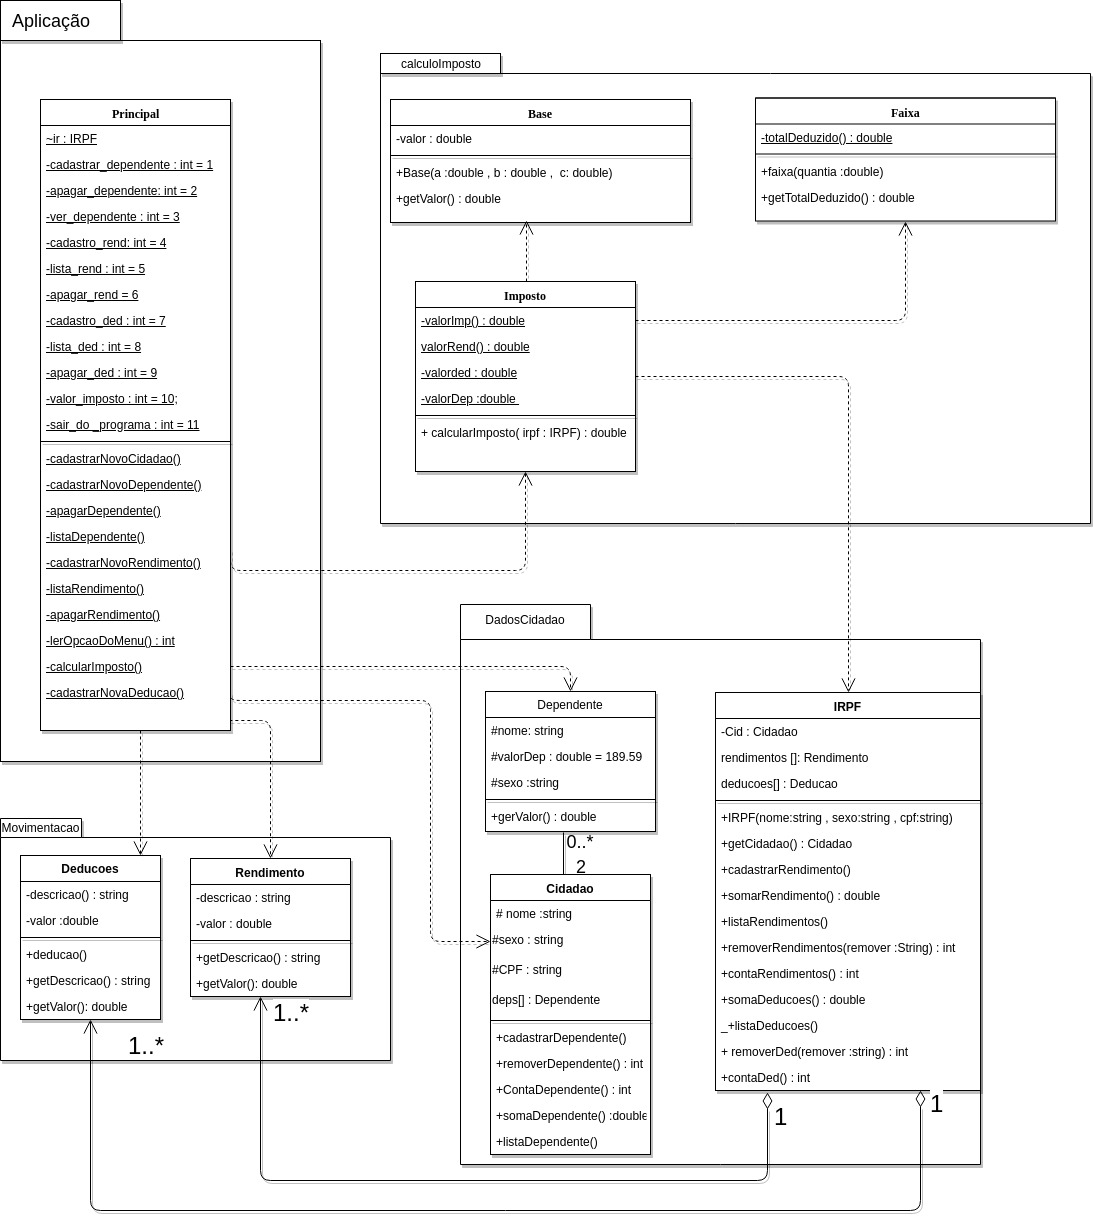 Aplicação
Principal
~ir : IRPF
-cadastrar_dependente : int = 1
-apagar_dependente: int = 2
-ver_dependente : int = 3
-cadastro_rend: int = 4
-lista_rend : int = 5
-apagar_rend = 6
-cadastro_ded : int = 7
-lista_ded : int = 8
-apagar_ded : int = 9
-valor_imposto : int = 10;
-sair_do _programa : int = 11
-cadastrarNovoCidadao()
-cadastrarNovoDependente()
-apagarDependente()
-listaDependente()
-cadastrarNovoRendimento()
-listaRendimento()
-apagarRendimento()
-lerOpcaoDoMenu() : int
-calcularImposto()
-cadastrarNovaDeducao()
calculoImposto
Base
-valor : double
+Base(a :double , b : double , c: double)
+getValor() : double
Faixa
-totalDeduzido() : double
+faixa(quantia :double)
+getTotalDeduzido() : double
Imposto
-valorImp() : double
valorRend() : double
-valorded : double
-valorDep :double
+ calcularImposto( irpf : IRPF) : double
DadosCidadao
Dependente
#nome: string
#valorDep : double = 189.59
#sexo :string
+gerValor() : double
0..*
2
Cidadao
# nome :string
#sexo : string
#CPF : string
deps[] : Dependente
+cadastrarDependente()
+removerDependente() : int
+ContaDependente() : int
+somaDependente() :double
+listaDependente()
IRPF
-Cid : Cidadao
rendimentos []: Rendimento
deducoes[] : Deducao
+IRPF(nome:string , sexo:string , cpf:string)
+getCidadao() : Cidadao
+cadastrarRendimento()
+somarRendimento() : double
+listaRendimentos()
+removerRendimentos(remover :String) : int
+contaRendimentos() : int
+somaDeducoes() : double
_+listaDeducoes()
+ removerDed(remover :string) : int
+contaDed() : int
1
1
Movimentacao
Deducoes
-descricao() : string
-valor :double
+deducao()
+getDescricao() : string
+getValor(): double
1..*
Rendimento
-descricao : string
-valor : double
+getDescricao() : string
+getValor(): double
1..*